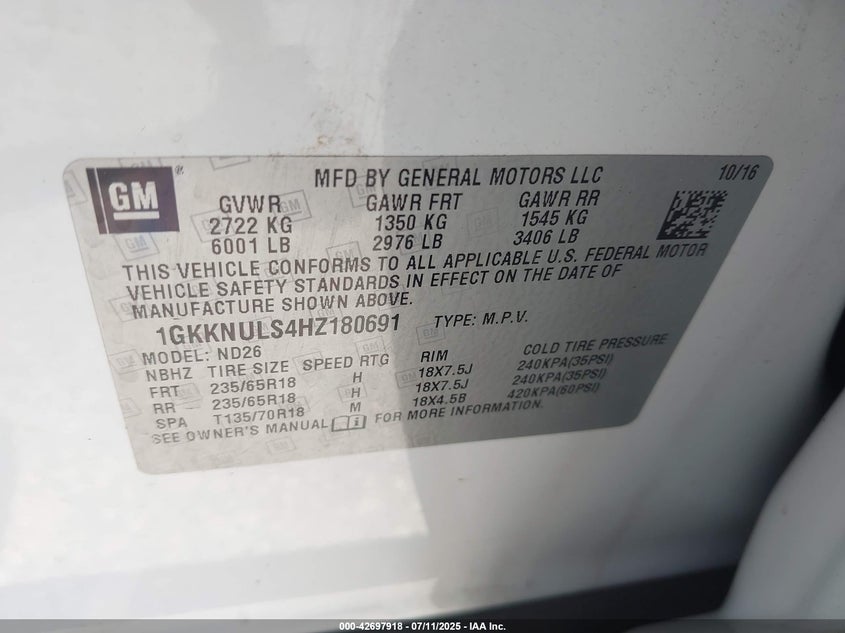 GM ® MFD BY GENERAL MOTORS LLC 10/16
GVWR GAWR FRT GAWR RR
2722 KG 1350 KG 1545 KG
6001 LB 2976 LB 3406 LB
THIS VEHICLE CONFORMS TO ALL APPLICABLE U.S. FEDERAL MOTOR
VEHICLE SAFETY STANDARDS IN EFFECT ON THE DATE OF
MANUFACTURE SHOWN ABOVE.
1GKKNULS4HZ180691 TYPE: M.P.V.
MODEL: ND26
NBHZ TIRE SIZE SPEED RTG RIM COLD TIRE PRESSURE
FRT 235/65R18 H 18X7.5J 240KPA(35PSI)
RR 235/65R18 H 18X7.5J 240KPA(35PSI)
SPA T135/70R18 M 18X4.5B 420KPA(60PSI)
SEE OWNER'S MANUAL FOR MORE INFORMATION.
000-42697918 - 07/11/2025 - IAA Inc.